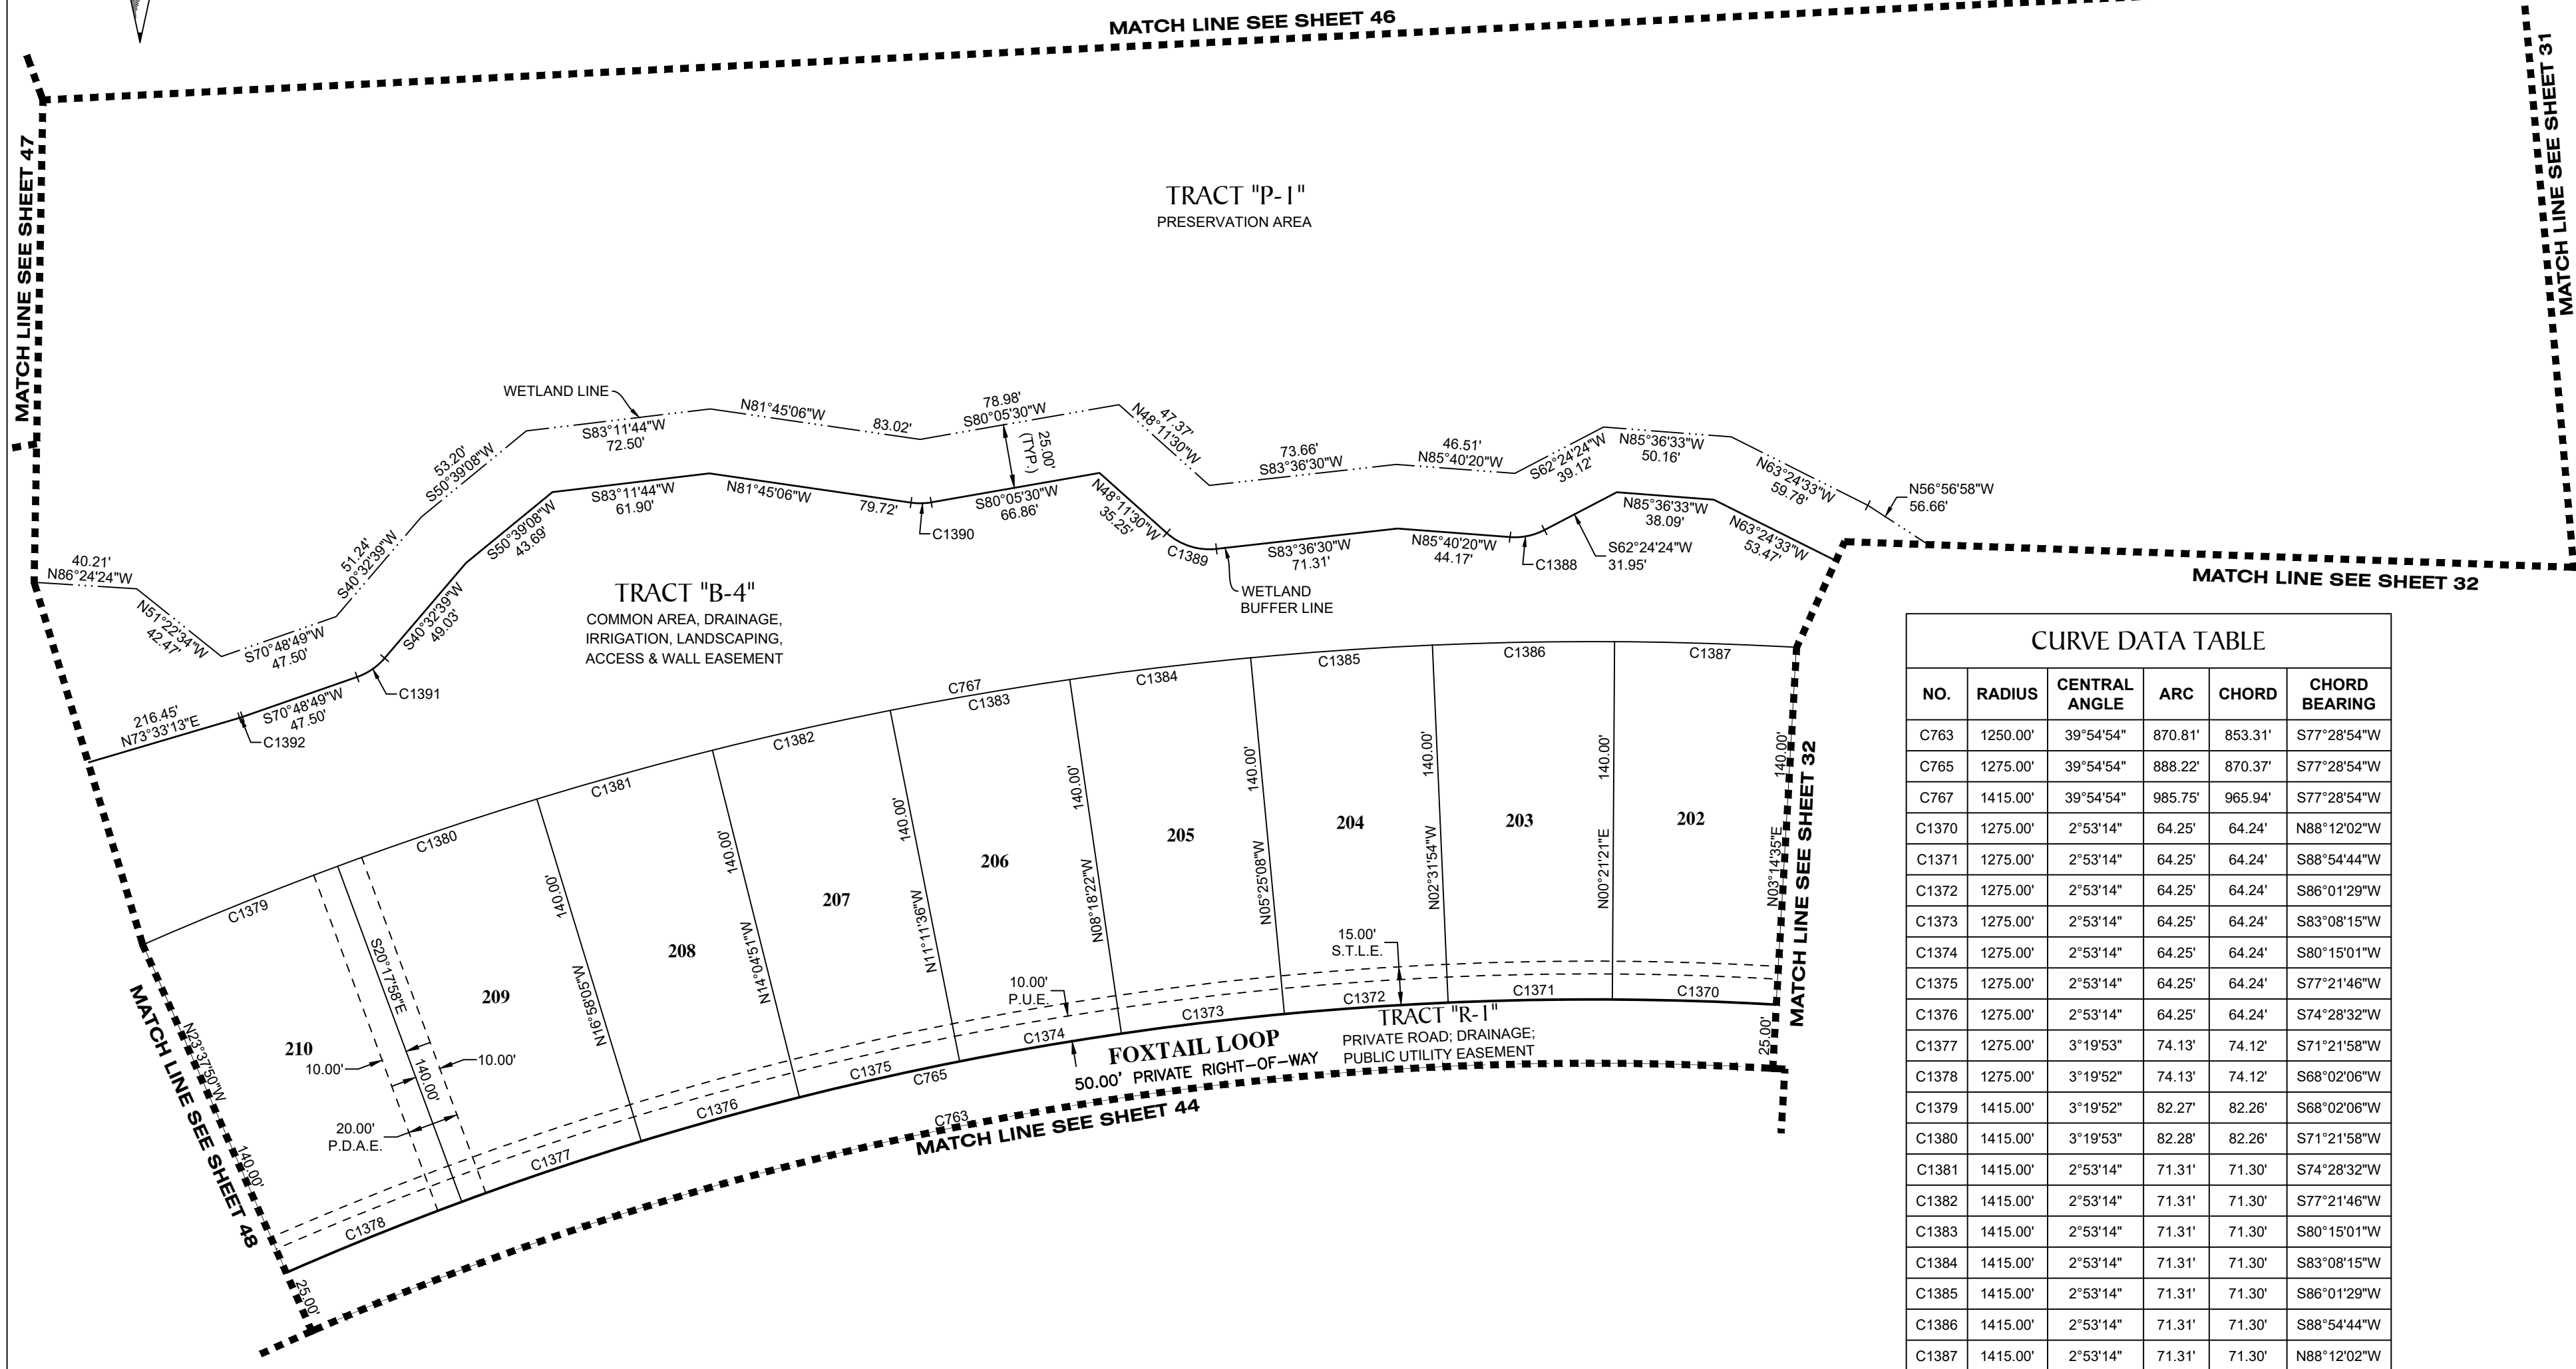 MATCH LINE SEE SHEET 46
MATCH LINE SEE SHEET 31
MATCH LINE SEE SHEET 47
TRACT "P-1"
PRESERVATION AREA
WETLAND LINE
40.21'
N86°24'24"W
N51°22'34"W
42.47'
S70°48'49"W
47.50'
51.24'
S40°32'39"W
53.20'
S50°39'08"W
S83°11'44"W
72.50'
N81°45'06"W
83.02'
78.98'
S80°05'30"W
25.00'
(TYP.)
47.37'
N48°11'30"W
73.66'
S83°36'30"W
46.51'
N85°40'20"W
S62°24'24"W
39.12'
N85°36'33"W
50.16'
N63°24'33"W
59.78'
N56°56'58"W
56.66'
216.45'
N73°33'13"E
C1392
S70°48'49"W
47.50'
C1391
S40°32'39"W
49.03'
S50°39'08"W
43.69'
S83°11'44"W
61.90'
N81°45'06"W
79.72'
C1390
S80°05'30"W
66.86'
N48°11'30"W
35.25'
C1389
WETLAND
BUFFER LINE
S83°36'30"W
71.31'
N85°40'20"W
44.17'
C1388
S62°24'24"W
31.95'
N85°36'33"W
38.09'
N63°24'33"W
53.47'
MATCH LINE SEE SHEET 32
TRACT "B-4"
COMMON AREA, DRAINAGE,
IRRIGATION, LANDSCAPING,
ACCESS & WALL EASEMENT
C1379
C1380
C1381
C1382
C767
C1383
C1384
C1385
C1386
C1387
210
209
208
207
206
205
204
203
202
MATCH LINE SEE SHEET 48
N23°37'50"W
140.00'
25.00'
S20°17'58"E
140.00'
10.00'
10.00'
20.00'
P.D.A.E.
140.00'
N16°58'05"W
140.00'
N14°04'51"W
140.00'
N11°11'36"W
140.00'
N08°18'22"W
140.00'
N05°25'08"W
140.00'
N02°31'54"W
140.00'
N00°21'21"E
140.00'
N03°14'35"E
MATCH LINE SEE SHEET 32
25.00'
10.00'
P.U.E.
15.00'
S.T.L.E.
C1378
C1377
C1376
C1375
C765
C1374
C1373
C1372
C1371
C1370
FOXTAIL LOOP
50.00' PRIVATE RIGHT-OF-WAY
TRACT "R-1"
PRIVATE ROAD; DRAINAGE;
PUBLIC UTILITY EASEMENT
C763
MATCH LINE SEE SHEET 44
CURVE DATA TABLE
NO. RADIUS CENTRAL ANGLE ARC CHORD CHORD BEARING
C763 1250.00' 39°54'54" 870.81' 853.31' S77°28'54"W
C765 1275.00' 39°54'54" 888.22' 870.37' S77°28'54"W
C767 1415.00' 39°54'54" 985.75' 965.94' S77°28'54"W
C1370 1275.00' 2°53'14" 64.25' 64.24' N88°12'02"W
C1371 1275.00' 2°53'14" 64.25' 64.24' S88°54'44"W
C1372 1275.00' 2°53'14" 64.25' 64.24' S86°01'29"W
C1373 1275.00' 2°53'14" 64.25' 64.24' S83°08'15"W
C1374 1275.00' 2°53'14" 64.25' 64.24' S80°15'01"W
C1375 1275.00' 2°53'14" 64.25' 64.24' S77°21'46"W
C1376 1275.00' 2°53'14" 64.25' 64.24' S74°28'32"W
C1377 1275.00' 3°19'53" 74.13' 74.12' S71°21'58"W
C1378 1275.00' 3°19'52" 74.13' 74.12' S68°02'06"W
C1379 1415.00' 3°19'52" 82.27' 82.26' S68°02'06"W
C1380 1415.00' 3°19'53" 82.28' 82.26' S71°21'58"W
C1381 1415.00' 2°53'14" 71.31' 71.30' S74°28'32"W
C1382 1415.00' 2°53'14" 71.31' 71.30' S77°21'46"W
C1383 1415.00' 2°53'14" 71.31' 71.30' S80°15'01"W
C1384 1415.00' 2°53'14" 71.31' 71.30' S83°08'15"W
C1385 1415.00' 2°53'14" 71.31' 71.30' S86°01'29"W
C1386 1415.00' 2°53'14" 71.31' 71.30' S88°54'44"W
C1387 1415.00' 2°53'14" 71.31' 71.30' N88°12'02"W